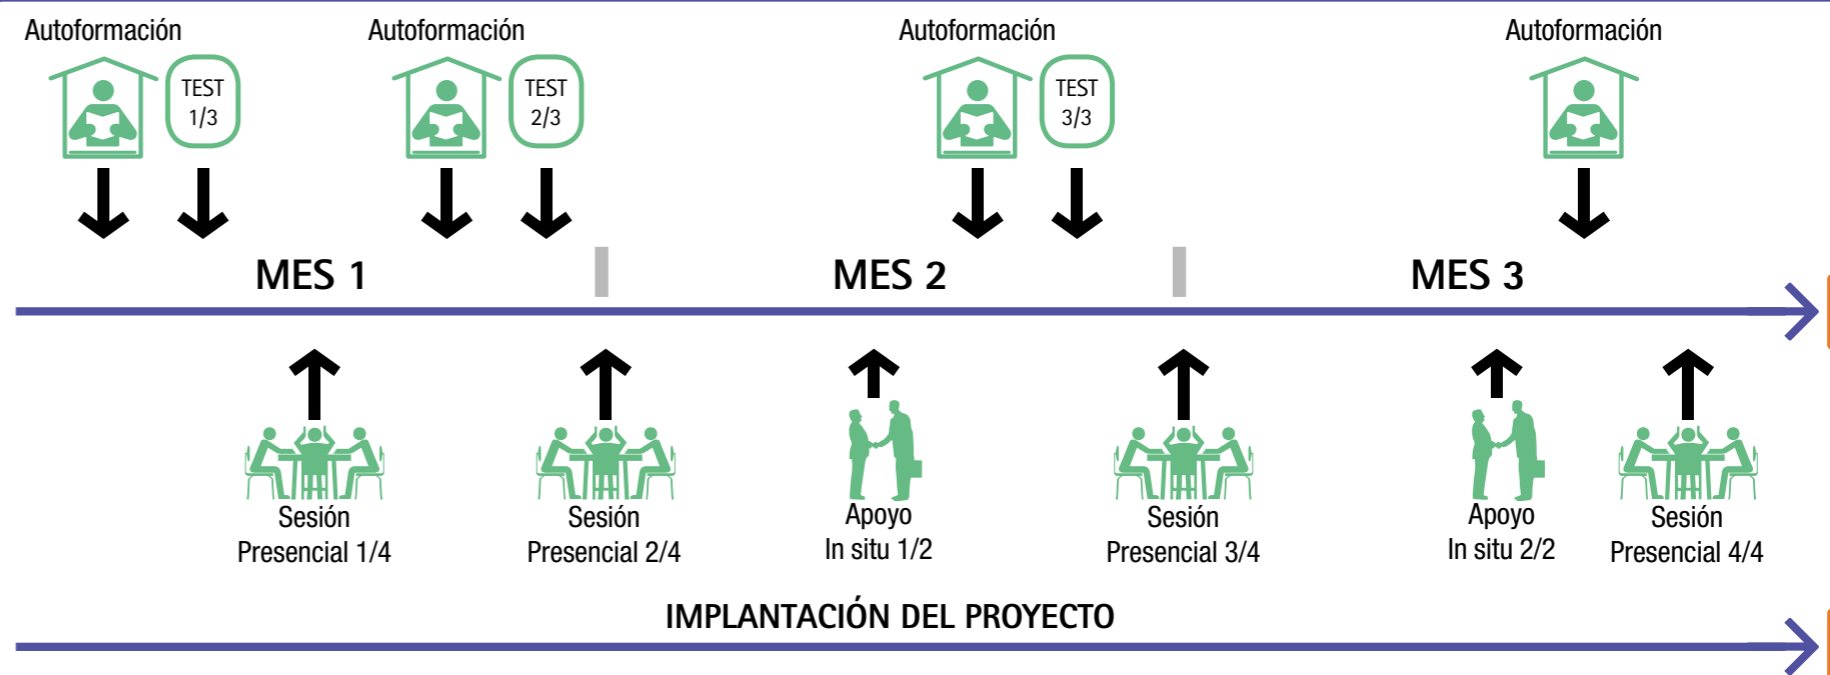 Autoformación
Autoformación
Autoformación
Autoformación
TEST
1/3
TEST
2/3
TEST
3/3
MES 1
MES 2
MES 3
Sesión
Presencial 1/4
Sesión
Presencial 2/4
Apoyo
In situ 1/2
Sesión
Presencial 3/4
Apoyo
In situ 2/2
Sesión
Presencial 4/4
IMPLANTACIÓN DEL PROYECTO